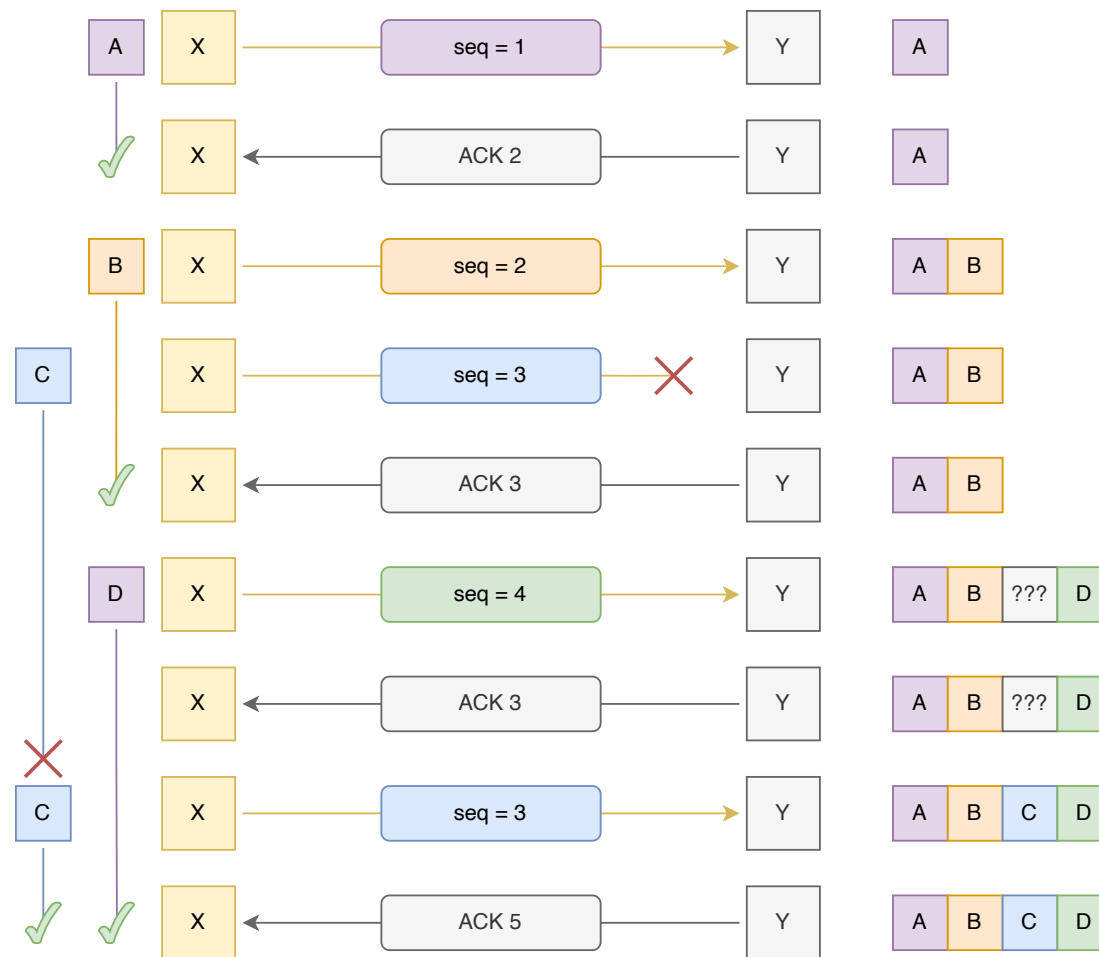 A X seq = 1 Y A
X ACK 2 Y A
B X seq = 2 Y A B
C X seq = 3 Y A B
X ACK 3 Y A B
D X seq = 4 Y A B ??? D
X ACK 3 Y A B ??? D
C X seq = 3 Y A B C D
X ACK 5 Y A B C D